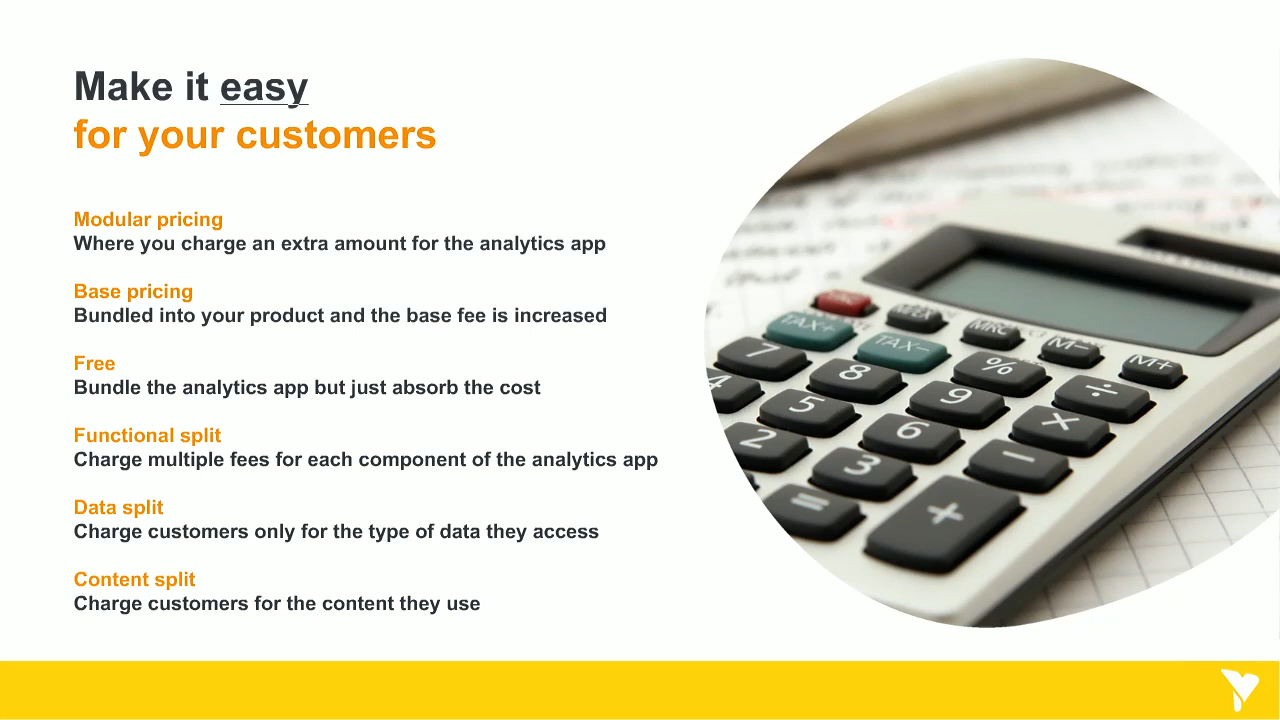 Make it easy
for your customers
Modular pricing
Where you charge an extra amount for the analytics app
Base pricing
Bundled into your product and the base fee is increased
Free
Bundle the analytics app but just absorb the cost
Functional split
Charge multiple fees for each component of the analytics app
Data split
Charge customers only for the type of data they access
Content split
Charge customers for the content they use
TAX+
TAX−
MRC
M−
M+
7
8
9
%
÷
4
5
6
×
2
3
−
=
+